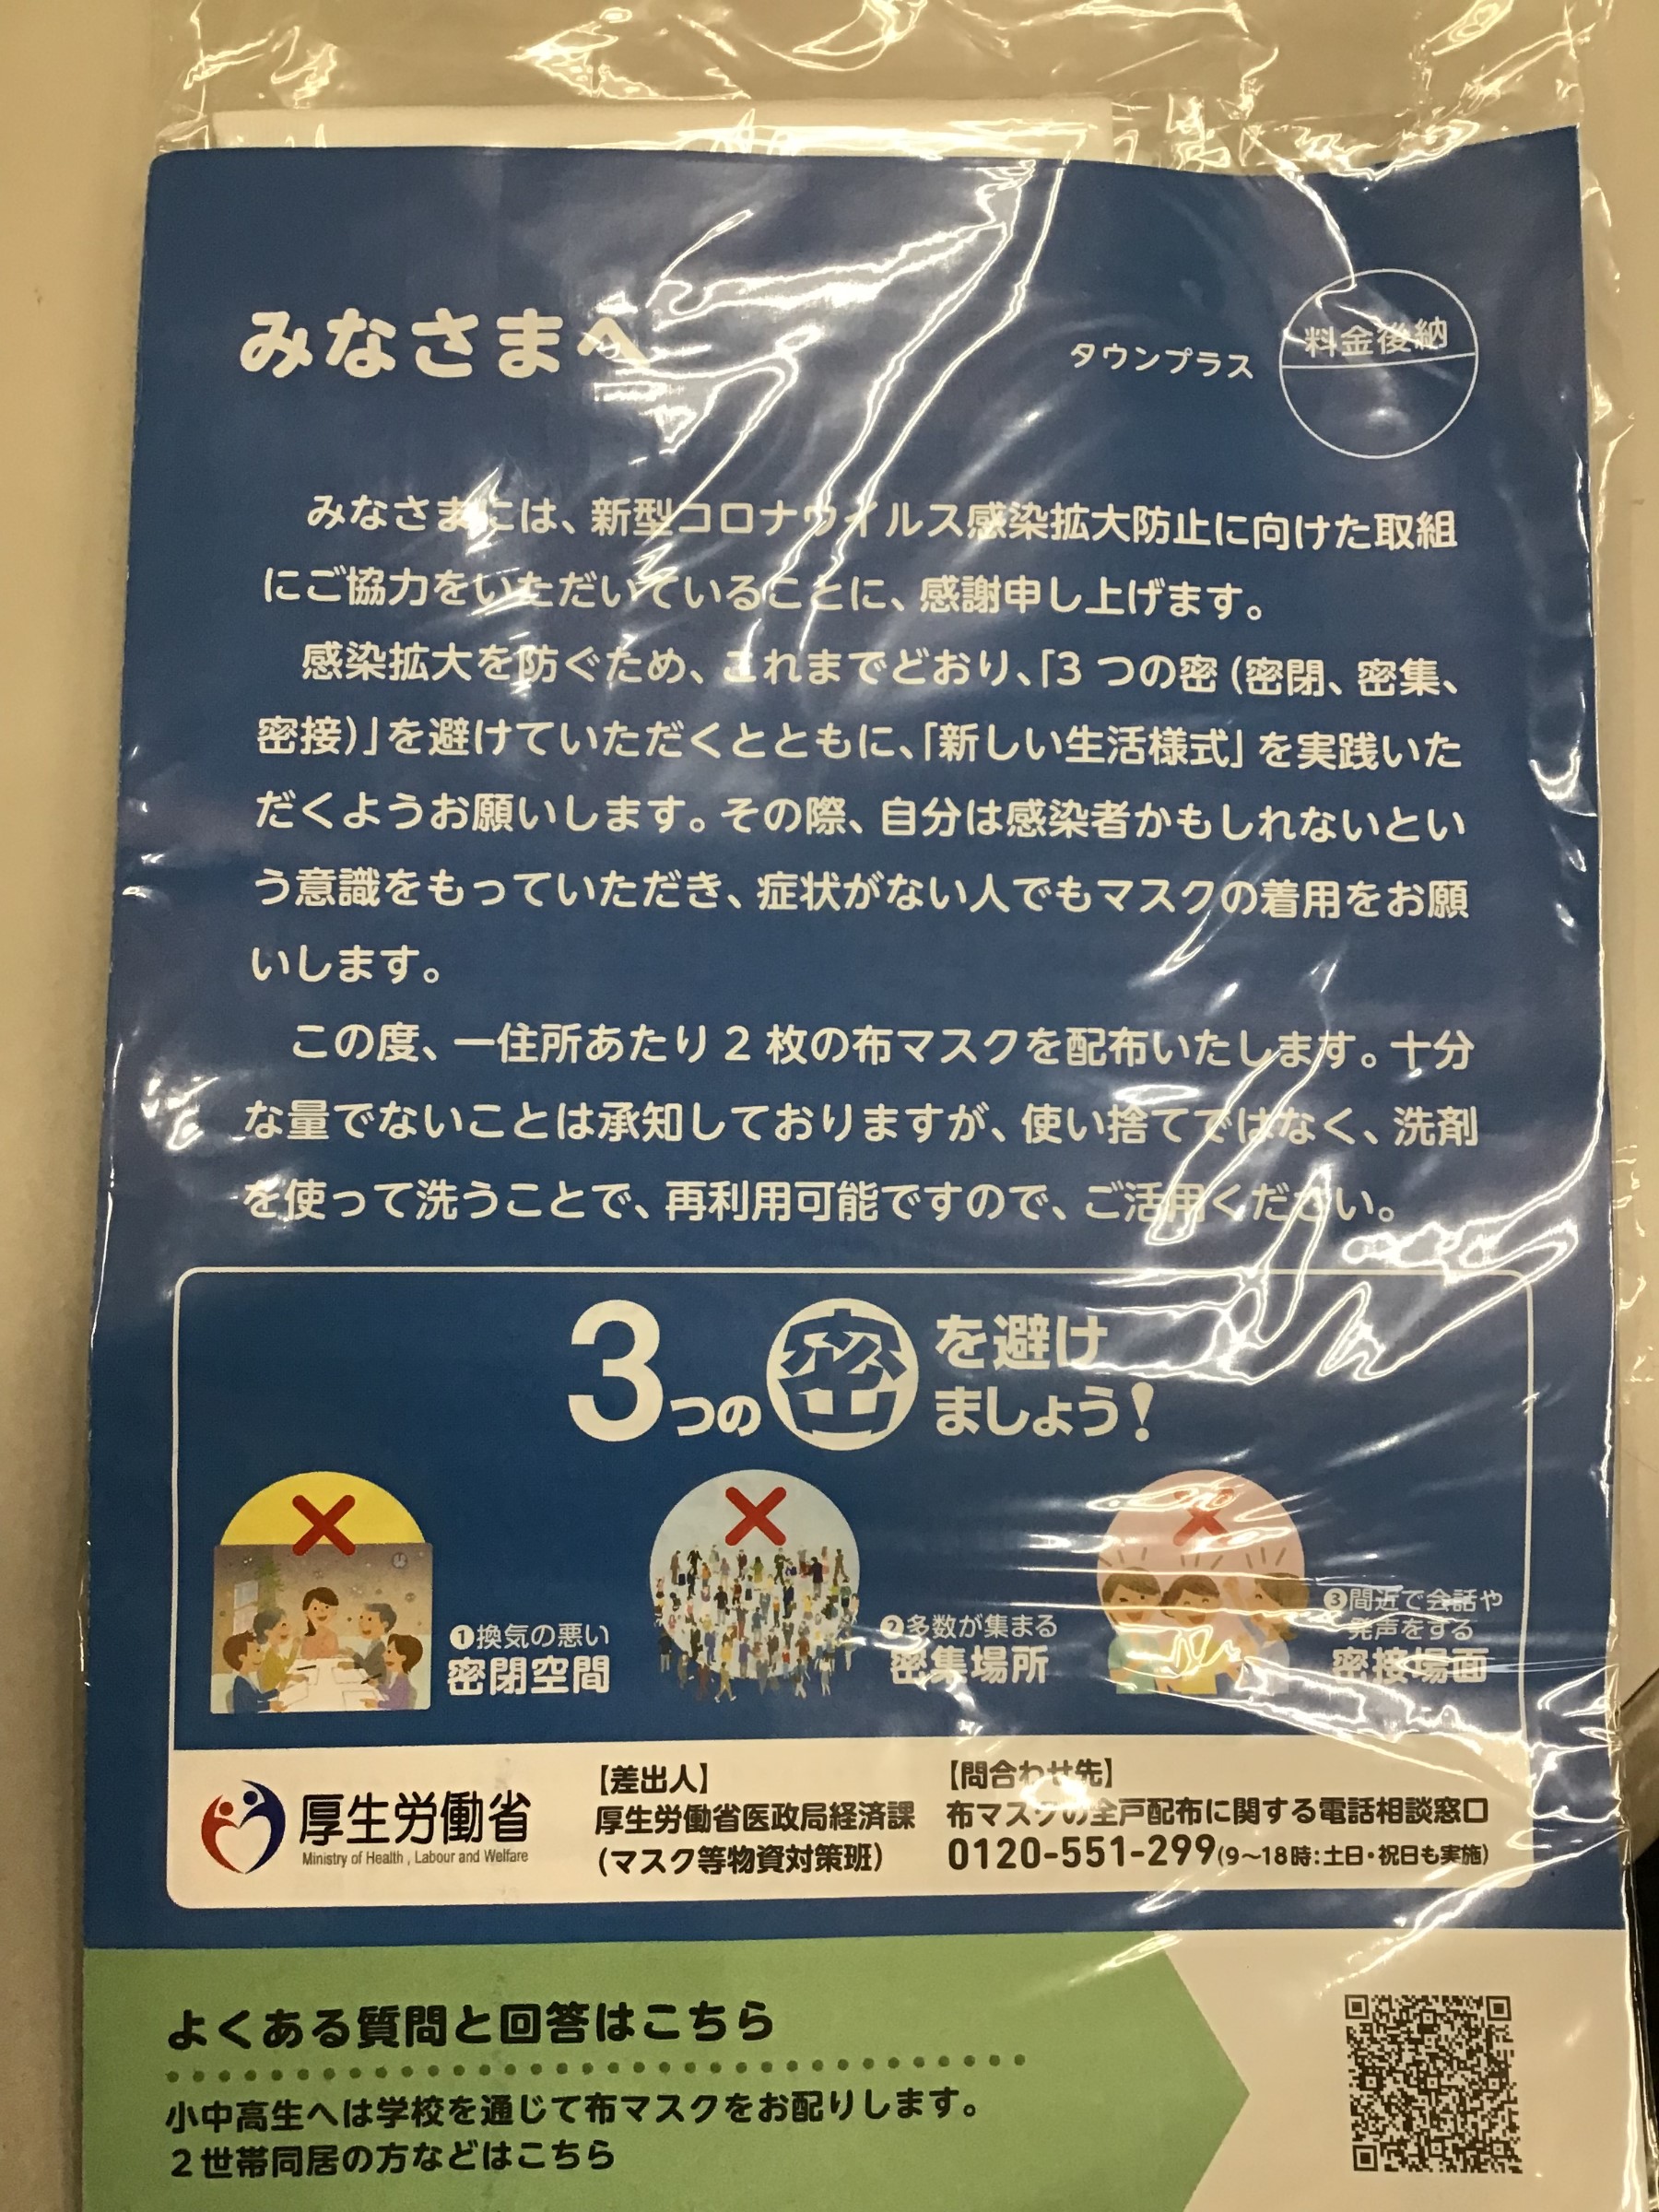 みなさまへ
タウンプラス
料金後納
みなさまには、新型コロナウイルス感染拡大防止に向けた取組
にご協力をいただいていることに、感謝申し上げます。
感染拡大を防ぐため、これまでどおり、「3 つの密 (密閉、密集、
密接)」を避けていただくとともに、「新しい生活様式」を実践いた
だくようお願いします。その際、自分は感染者かもしれないとい
う意識をもっていただき、症状がない人でもマスクの着用をお願
いします。
この度、一住所あたり 2 枚の布マスクを配布いたします。十分
な量でないことは承知しておりますが、使い捨てではなく、洗剤
を使って洗うことで、再利用可能ですので、ご活用ください。
3つの密を避け
ましょう!
❶換気の悪い
密閉空間
❷多数が集まる
密集場所
❸間近で会話や
発声をする
密接場面
厚生労働省
Ministry of Health , Labour and Welfare
【差出人】
厚生労働省医政局経済課
(マスク等物資対策班)
【問合わせ先】
布マスクの全戸配布に関する電話相談窓口
0120-551-299(9〜18時:土日・祝日も実施)
よくある質問と回答はこちら
小中高生へは学校を通じて布マスクをお配りします。
2世帯同居の方などはこちら